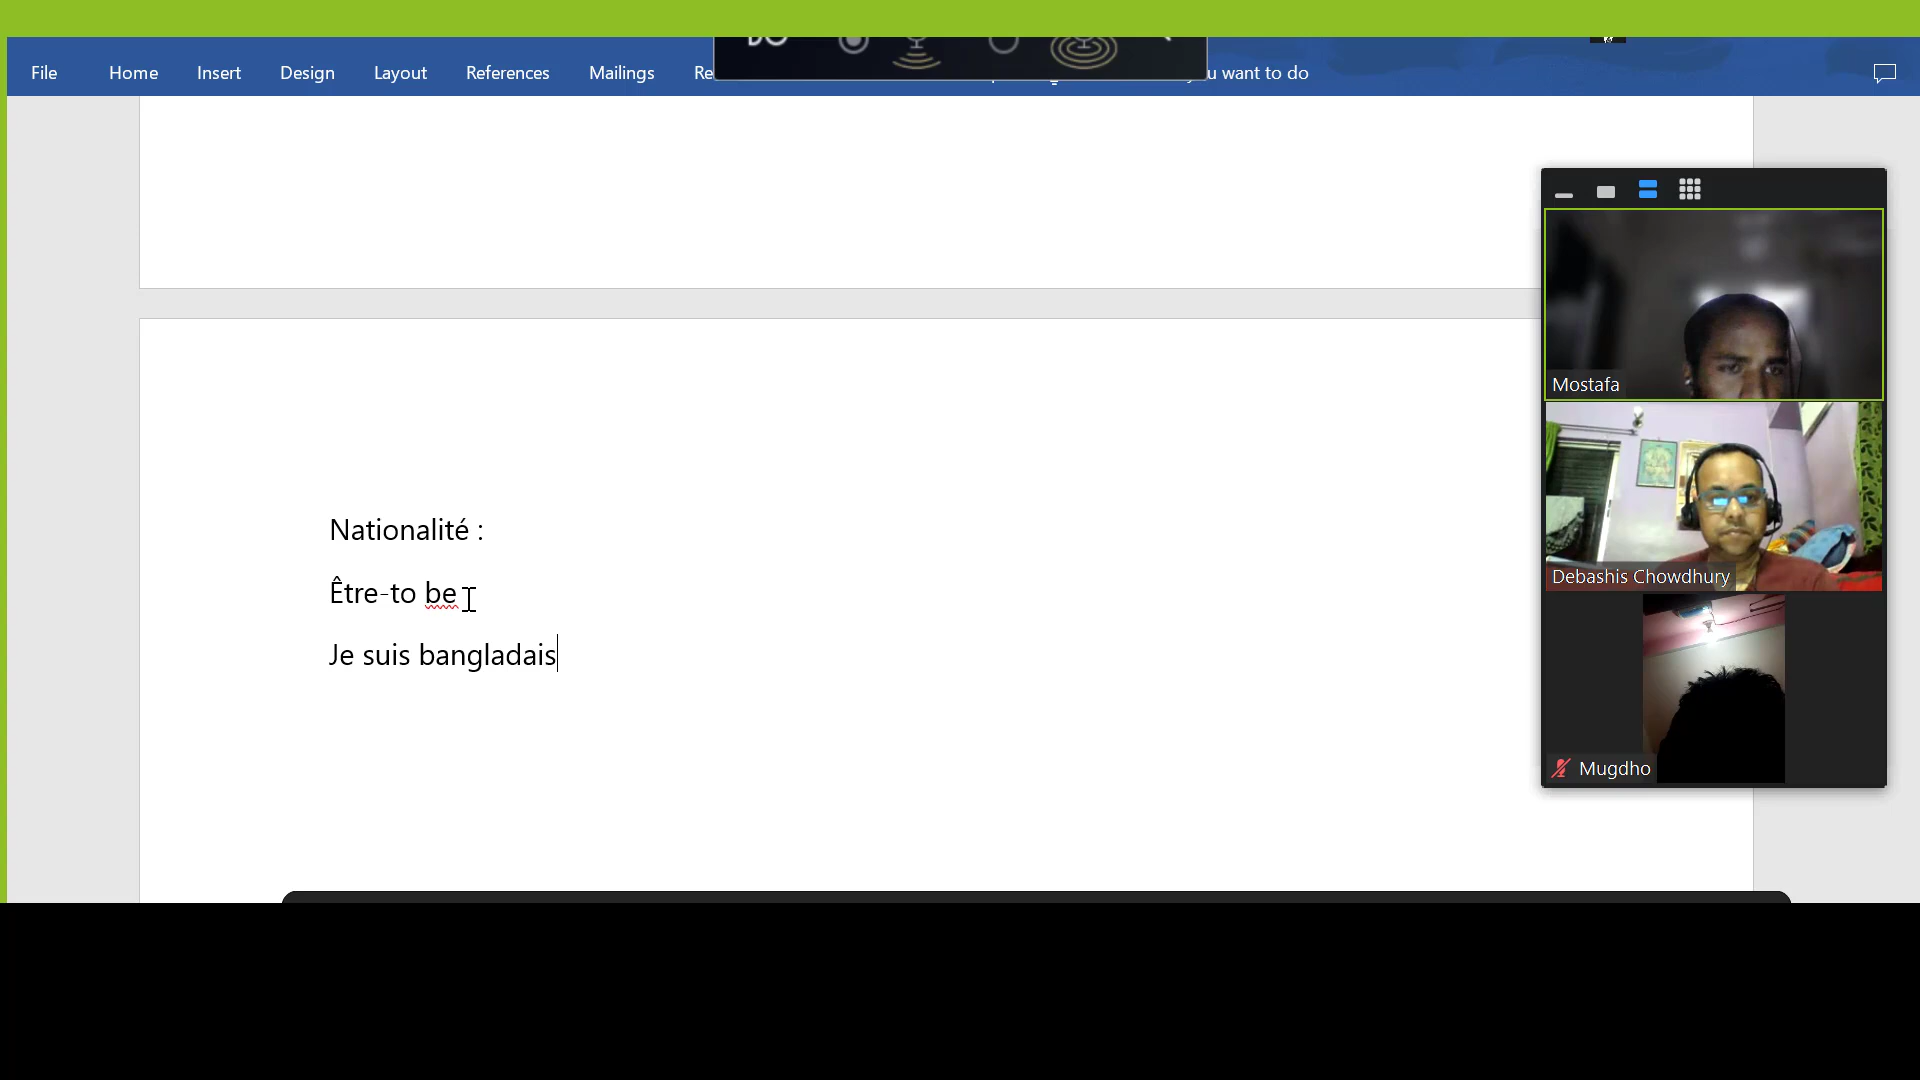 File Home Insert Design Layout References Mailings Re u want to do
Nationalité :
Être-to be
Je suis bangladais
Mostafa
Debashis Chowdhury
Mugdho